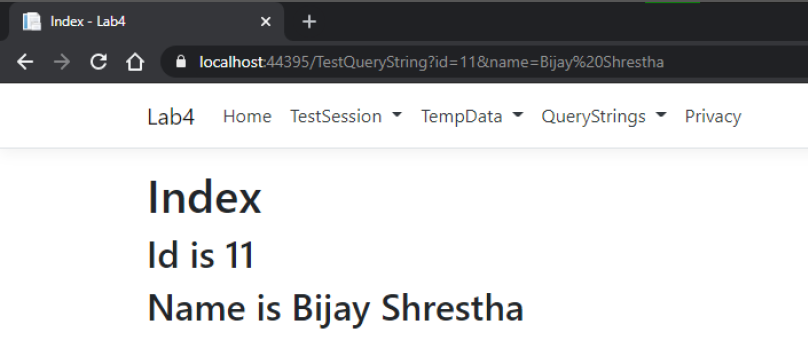 Index - Lab4
localhost:44395/TestQueryString?id=11&name=Bijay%20Shrestha
Lab4 Home TestSession TempData QueryStrings Privacy
Index
Id is 11
Name is Bijay Shrestha